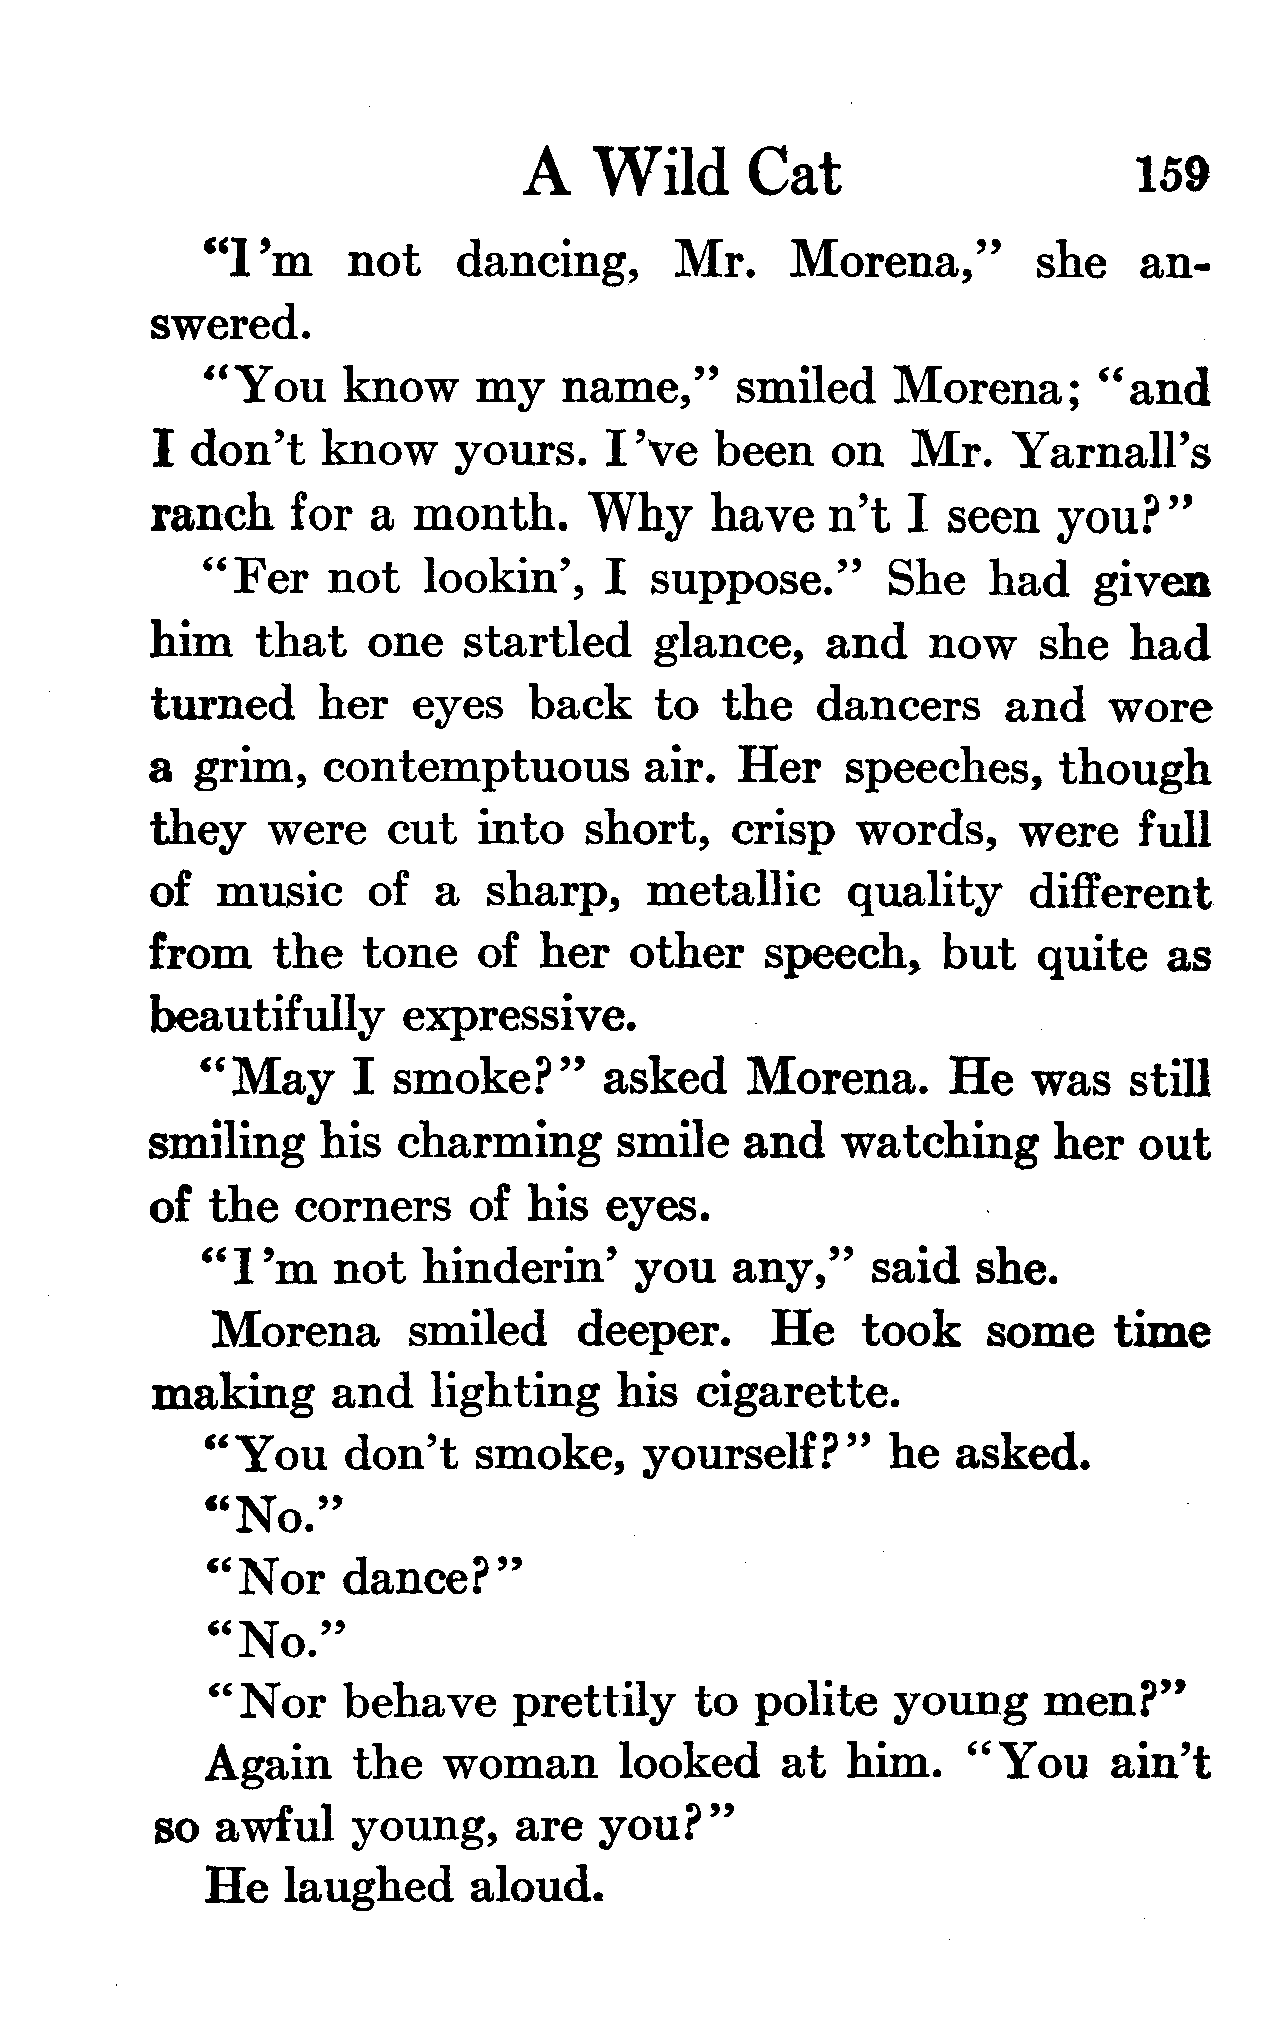 A Wild Cat 159
"I'm not dancing, Mr. Morena," she an-
swered.
"You know my name," smiled Morena; "and
I don't know yours. I've been on Mr. Yarnall's
ranch for a month. Why have n't I seen you?"
"Fer not lookin', I suppose." She had given
him that one startled glance, and now she had
turned her eyes back to the dancers and wore
a grim, contemptuous air. Her speeches, though
they were cut into short, crisp words, were full
of music of a sharp, metallic quality different
from the tone of her other speech, but quite as
beautifully expressive.
"May I smoke?" asked Morena. He was still
smiling his charming smile and watching her out
of the corners of his eyes.
"I'm not hinderin' you any," said she.
Morena smiled deeper. He took some time
making and lighting his cigarette.
"You don't smoke, yourself?" he asked.
"No."
"Nor dance?"
"No."
"Nor behave prettily to polite young men?"
Again the woman looked at him. "You ain't
so awful young, are you?"
He laughed aloud.